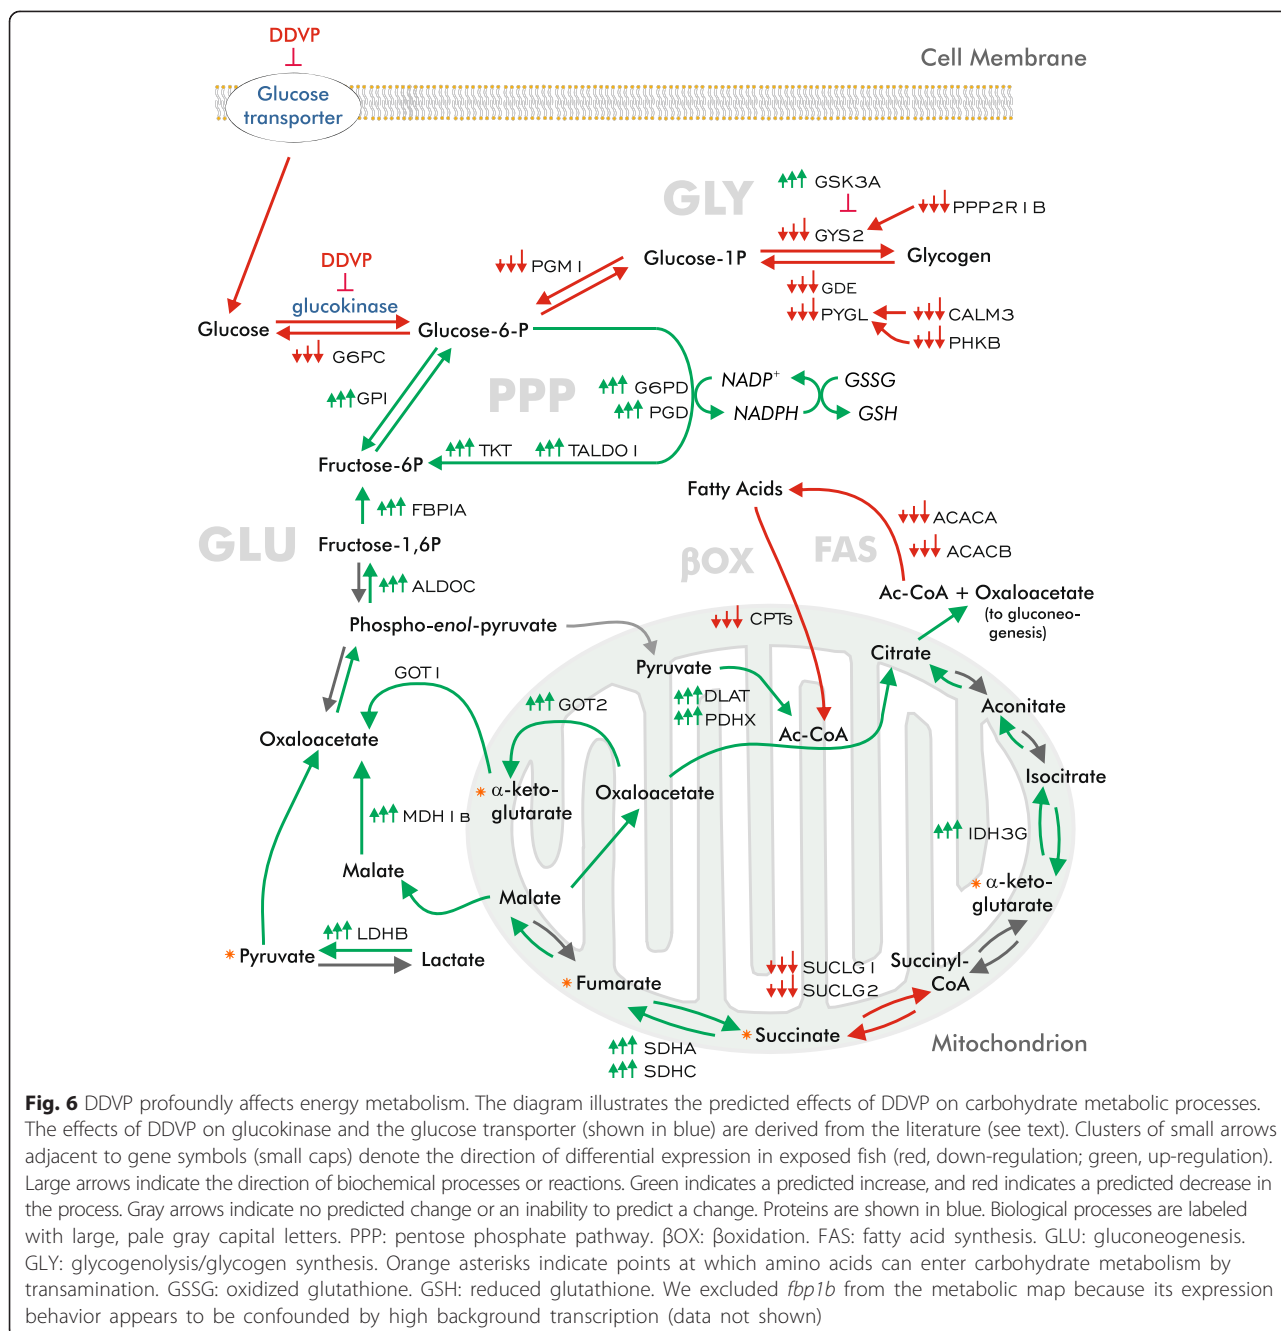 DDVP
Cell Membrane
Glucose
transporter
GLY
GSK3A
PPP2R1B
GYS2
Glucose-1P
Glycogen
PGM1
DDVP
GDE
glucokinase
PYGL
CALM3
Glucose
Glucose-6-P
PHKB
G6PC
PPP
G6PD
NADP+
GSSG
GPI
PGD
NADPH
GSH
TKT
TALDO1
Fructose-6P
Fatty Acids
FBPIA
ACACA
GLU
Fructose-1,6P
βOX
FAS
ACACB
ALDOC
Ac-CoA + Oxaloacetate
(to gluconeo-
genesis)
Phospho-enol-pyruvate
CPTs
Citrate
Pyruvate
GOT1
GOT2
DLAT
PDHX
Aconitate
Oxaloacetate
Ac-CoA
Isocitrate
* α-keto-
glutarate
Oxaloacetate
MDH1B
IDH3G
Malate
* α-keto-
glutarate
Malate
LDHB
* Pyruvate
Lactate
SUCLG1
SUCLG2
Succinyl-
CoA
* Fumarate
* Succinate
Mitochondrion
SDHA
SDHC
Fig. 6 DDVP profoundly affects energy metabolism. The diagram illustrates the predicted effects of DDVP on carbohydrate metabolic processes.
The effects of DDVP on glucokinase and the glucose transporter (shown in blue) are derived from the literature (see text). Clusters of small arrows
adjacent to gene symbols (small caps) denote the direction of differential expression in exposed fish (red, down-regulation; green, up-regulation).
Large arrows indicate the direction of biochemical processes or reactions. Green indicates a predicted increase, and red indicates a predicted decrease in
the process. Gray arrows indicate no predicted change or an inability to predict a change. Proteins are shown in blue. Biological processes are labeled
with large, pale gray capital letters. PPP: pentose phosphate pathway. βOX: βoxidation. FAS: fatty acid synthesis. GLU: gluconeogenesis.
GLY: glycogenolysis/glycogen synthesis. Orange asterisks indicate points at which amino acids can enter carbohydrate metabolism by
transamination. GSSG: oxidized glutathione. GSH: reduced glutathione. We excluded fbp1b from the metabolic map because its expression
behavior appears to be confounded by high background transcription (data not shown)